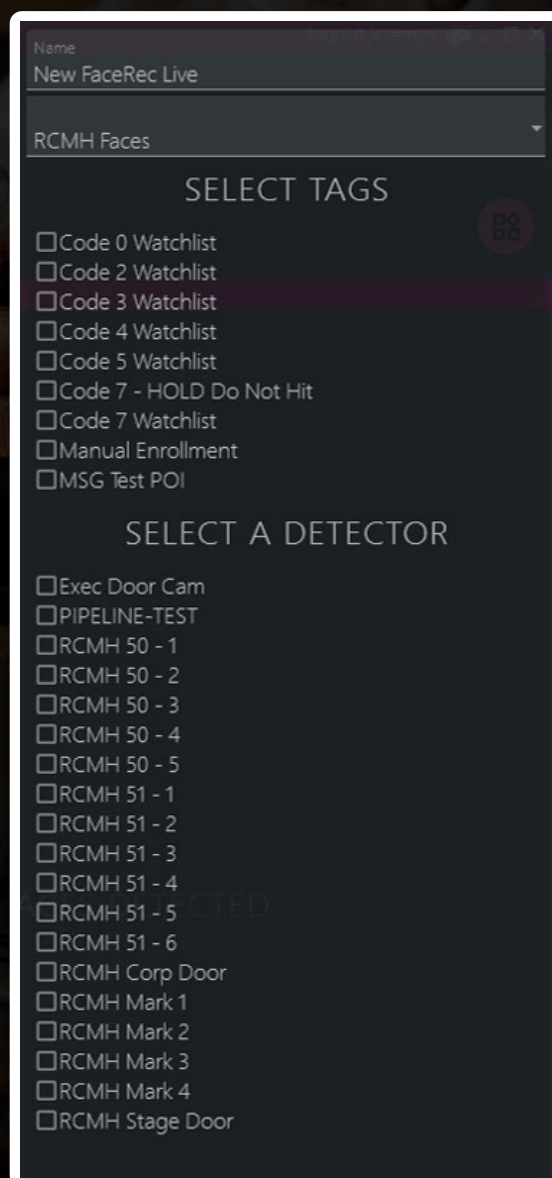 logout jeremys
Name
New FaceRec Live
RCMH Faces
SELECT TAGS
Code 0 Watchlist
Code 2 Watchlist
Code 3 Watchlist
Code 4 Watchlist
Code 5 Watchlist
Code 7 - HOLD Do Not Hit
Code 7 Watchlist
Manual Enrollment
MSG Test POI
SELECT A DETECTOR
Exec Door Cam
PIPELINE-TEST
RCMH 50 - 1
RCMH 50 - 2
RCMH 50 - 3
RCMH 50 - 4
RCMH 50 - 5
RCMH 51 - 1
RCMH 51 - 2
RCMH 51 - 3
RCMH 51 - 4
RCMH 51 - 5
RCMH 51 - 6
RCMH Corp Door
RCMH Mark 1
RCMH Mark 2
RCMH Mark 3
RCMH Mark 4
RCMH Stage Door